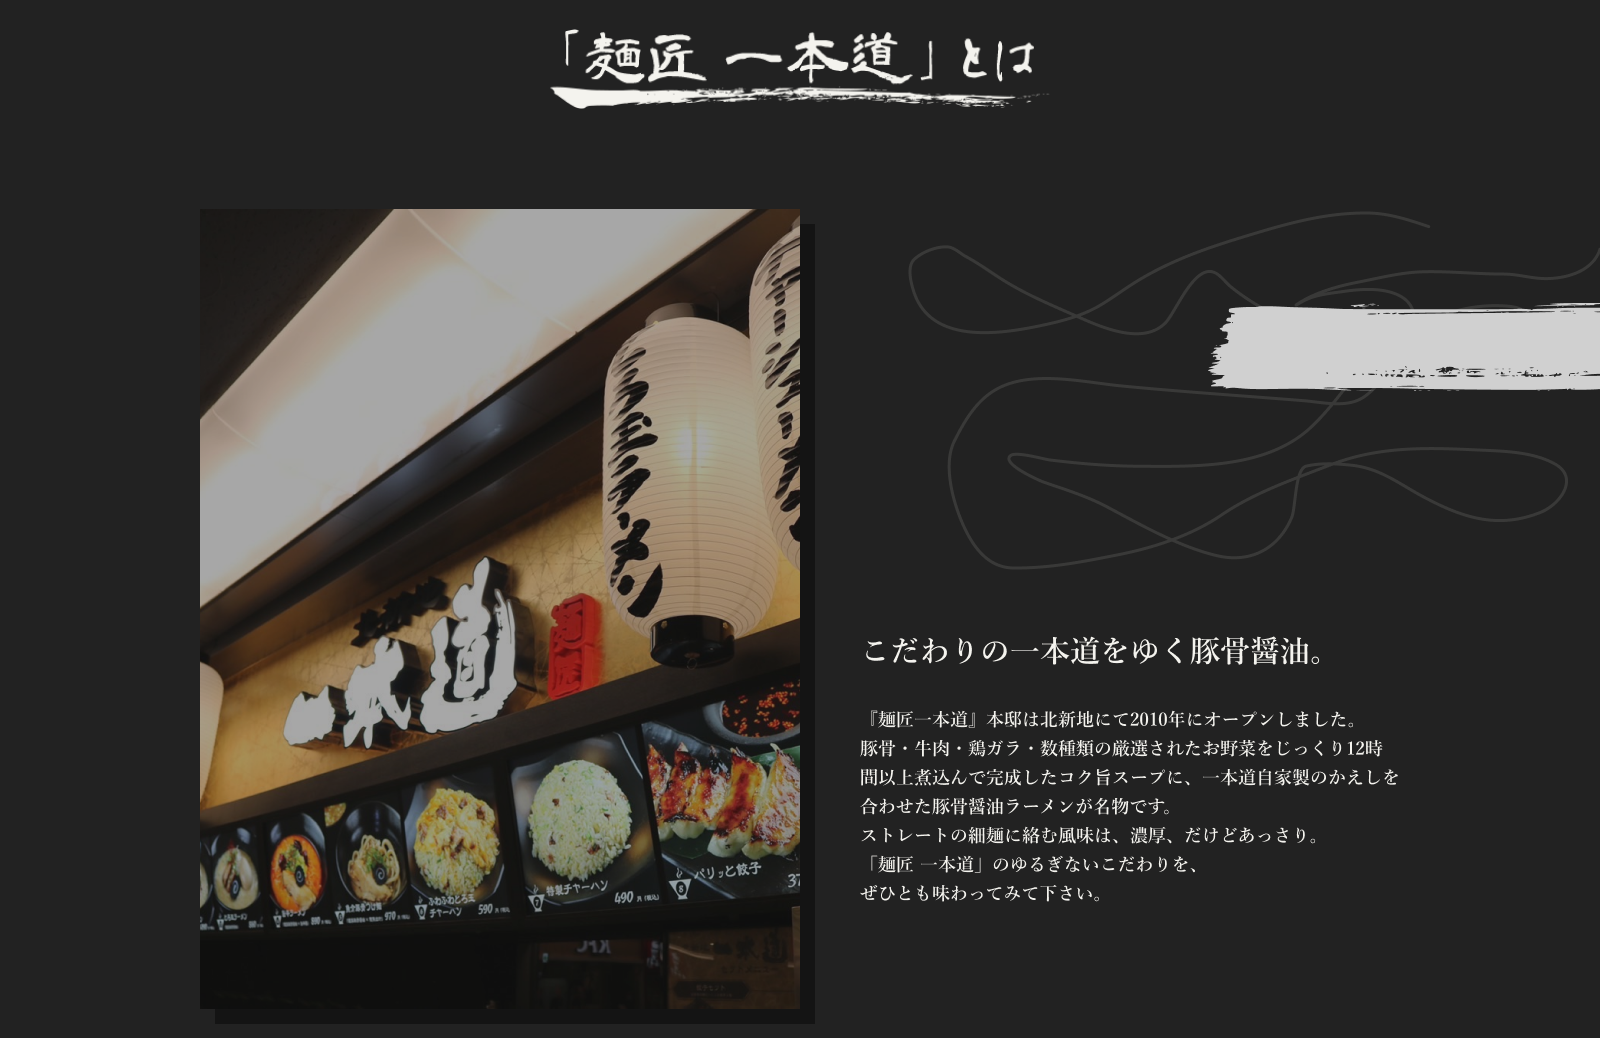 「麺匠 一本道」とは
一本道
麺匠
パリッと餃子
特製チャーハン
490
ふわふわとろ玉
チャーハン
590
970
こだわりの一本道をゆく豚骨醤油。
『麺匠一本道』本邸は北新地にて2010年にオープンしました。
豚骨・牛肉・鶏ガラ・数種類の厳選されたお野菜をじっくり12時
間以上煮込んで完成したコク旨スープに、一本道自家製のかえしを
合わせた豚骨醤油ラーメンが名物です。
ストレートの細麺に絡む風味は、濃厚、だけどあっさり。
「麺匠 一本道」のゆるぎないこだわりを、
ぜひとも味わってみて下さい。